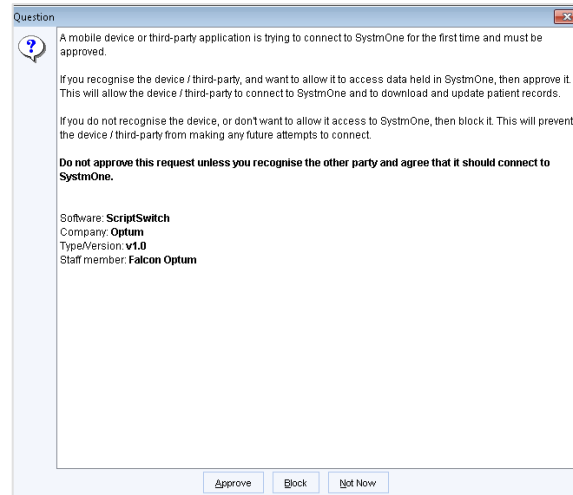 Question
A mobile device or third-party application is trying to connect to SystmOne for the first time and must be
approved.
If you recognise the device / third-party, and want to allow it to access data held in SystmOne, then approve it.
This will allow the device / third-party to connect to SystmOne and to download and update patient records.
If you do not recognise the device, or don't want to allow it access to SystmOne, then block it. This will prevent
the device / third-party from making any future attempts to connect.
Do not approve this request unless you recognise the other party and agree that it should connect to
SystmOne.
Software: ScriptSwitch
Company: Optum
Type/Version: v1.0
Staff member: Falcon Optum
Approve Block Not Now